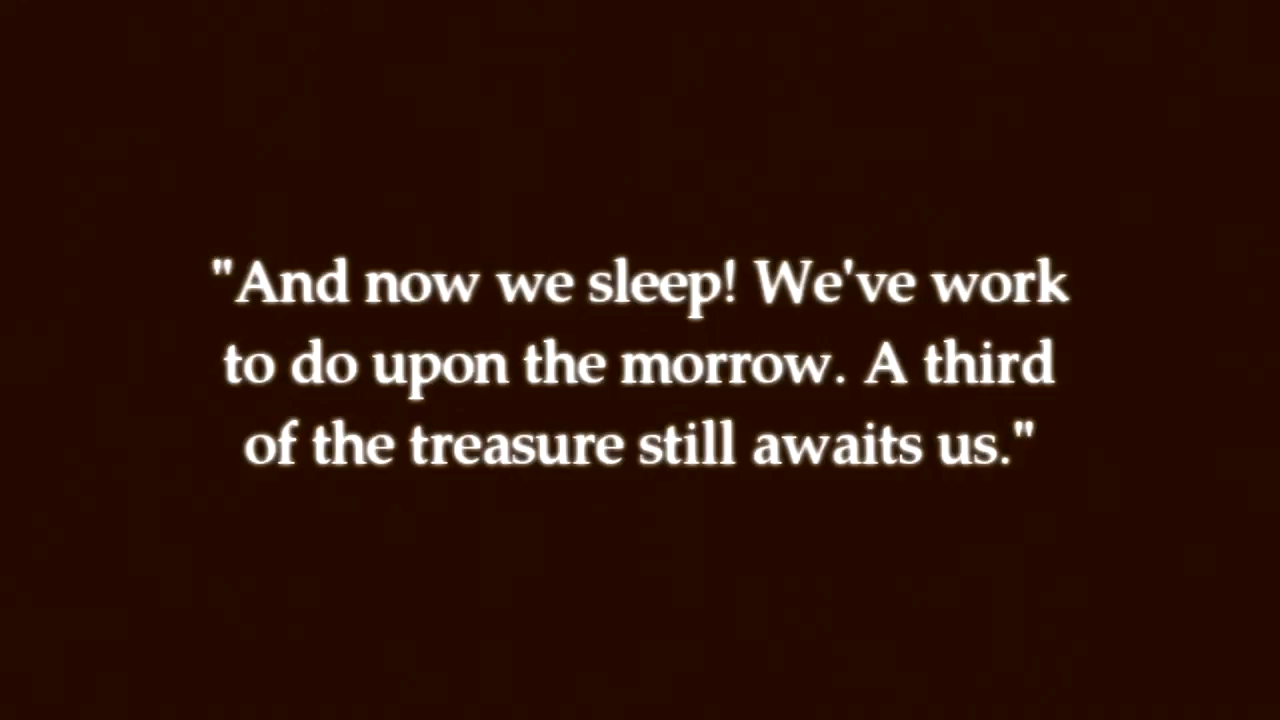 "And now we sleep! We've work
to do upon the morrow. A third
of the treasure still awaits us."